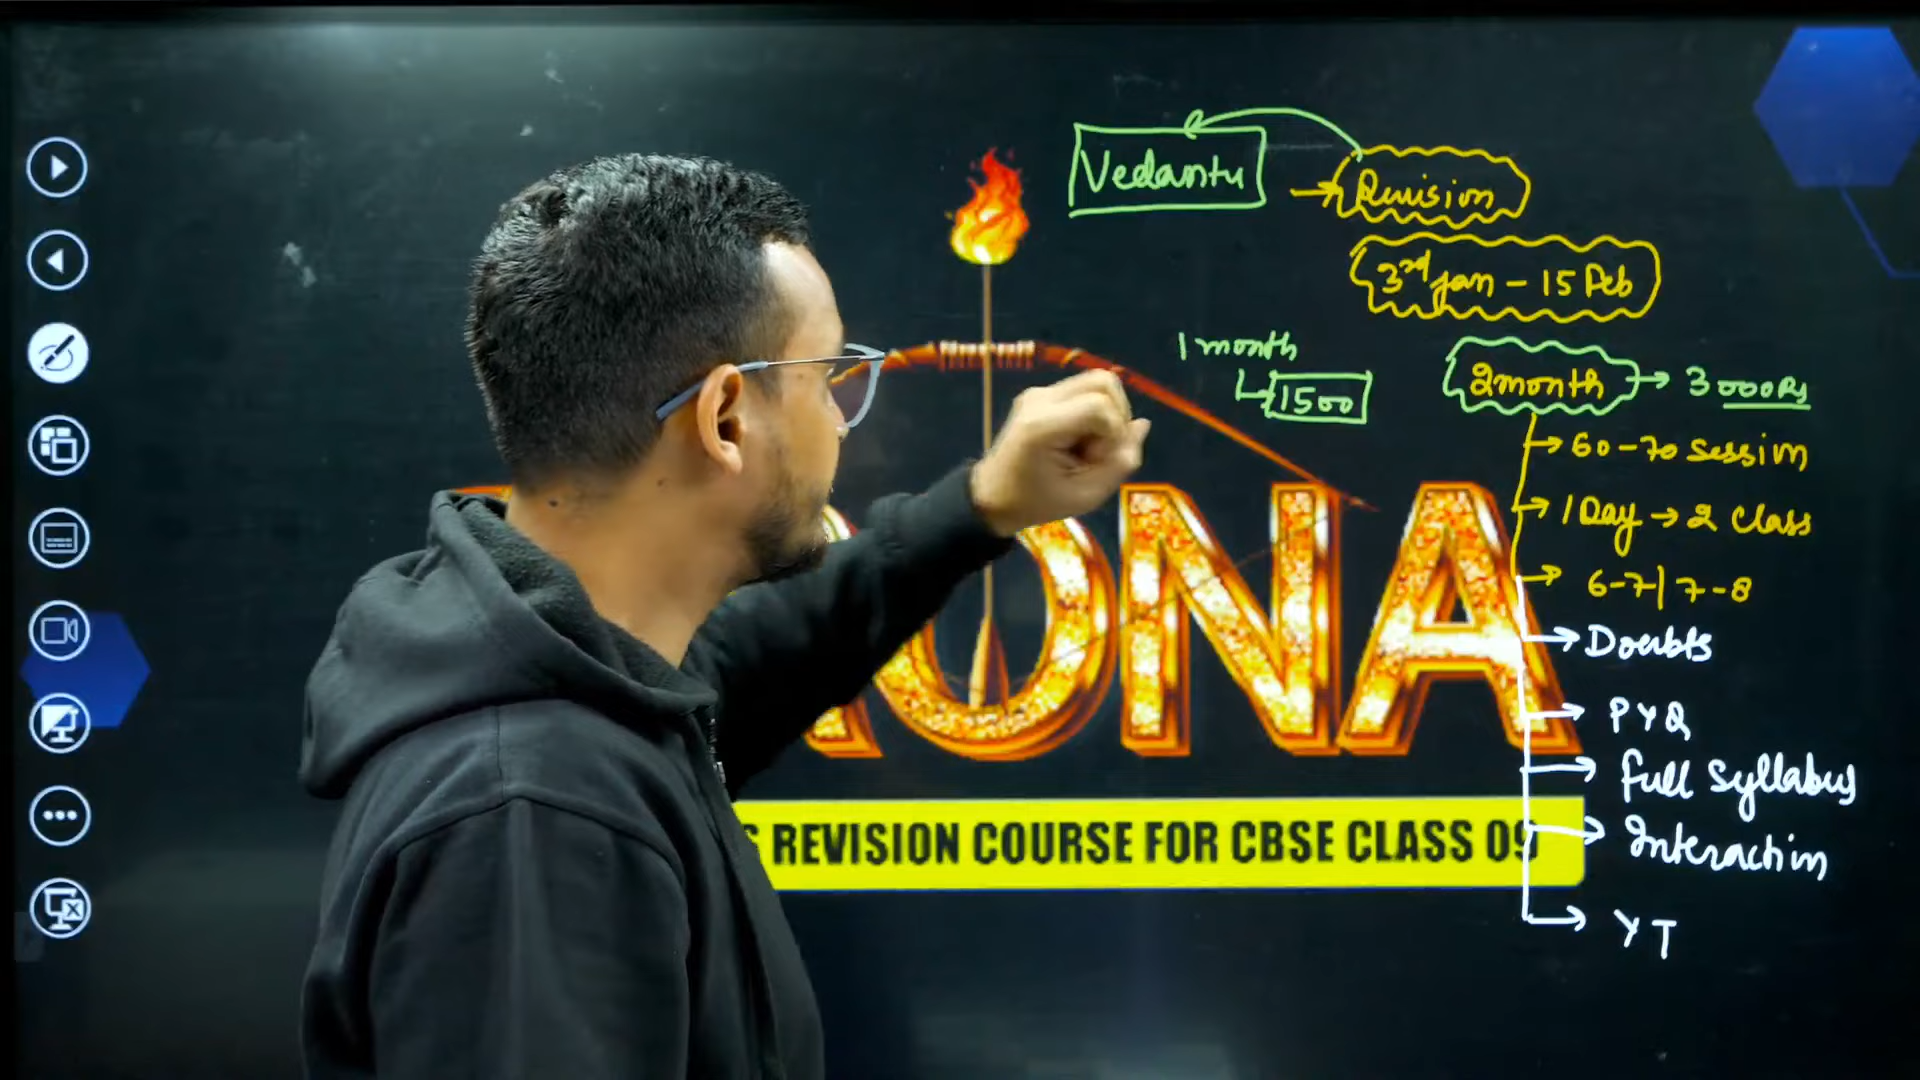 Vedantu
Revision
3rd Jan - 15 Feb
1 month
1500
2month → 3000Rs
60-70 Session
1 Day → 2 Class
6-7 | 7-8
Doubts
PYQ
Full Syllabus
Interaction
YT
ONA
REVISION COURSE FOR CBSE CLASS 09